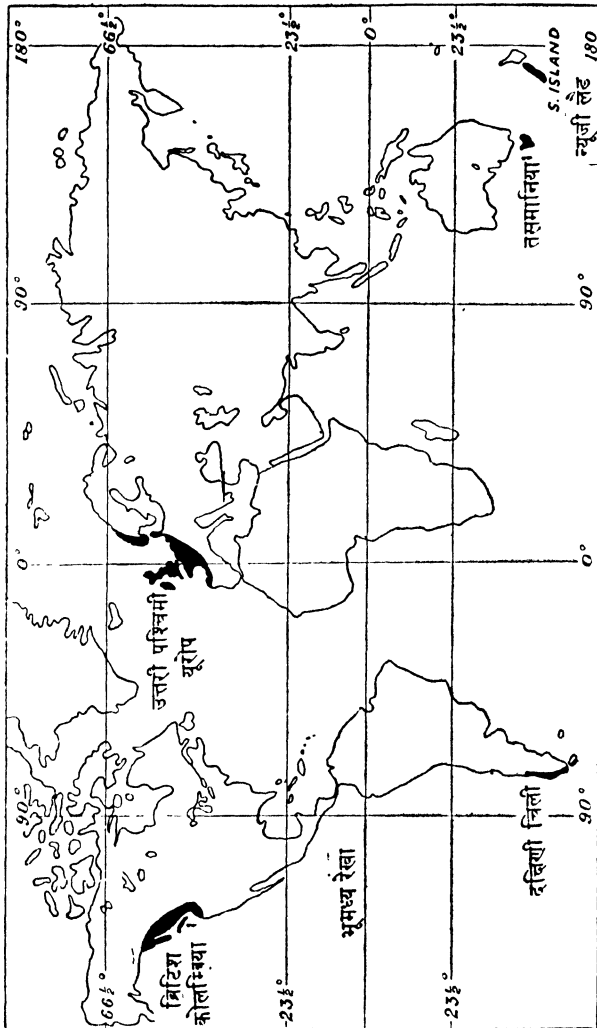 180°
90°
0°
90°
66½°
66½°
23½°
23½°
0°
23½°
23½°
ब्रिटिश
कोलम्बिया
उत्तरी पश्चिमी
यूरोप
भूमध्य रेखा
दक्षिणी चिली
तसमानिया
S. ISLAND
न्यूजी लैंड
90°
0°
90°
180